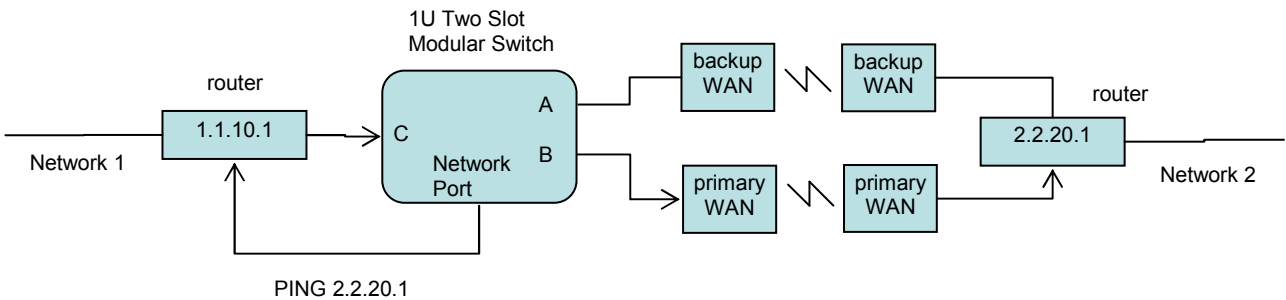 1U Two Slot
Modular Switch
router
1.1.10.1
Network 1
C
A
B
Network
Port
backup
WAN
backup
WAN
primary
WAN
primary
WAN
router
2.2.20.1
Network 2
PING 2.2.20.1